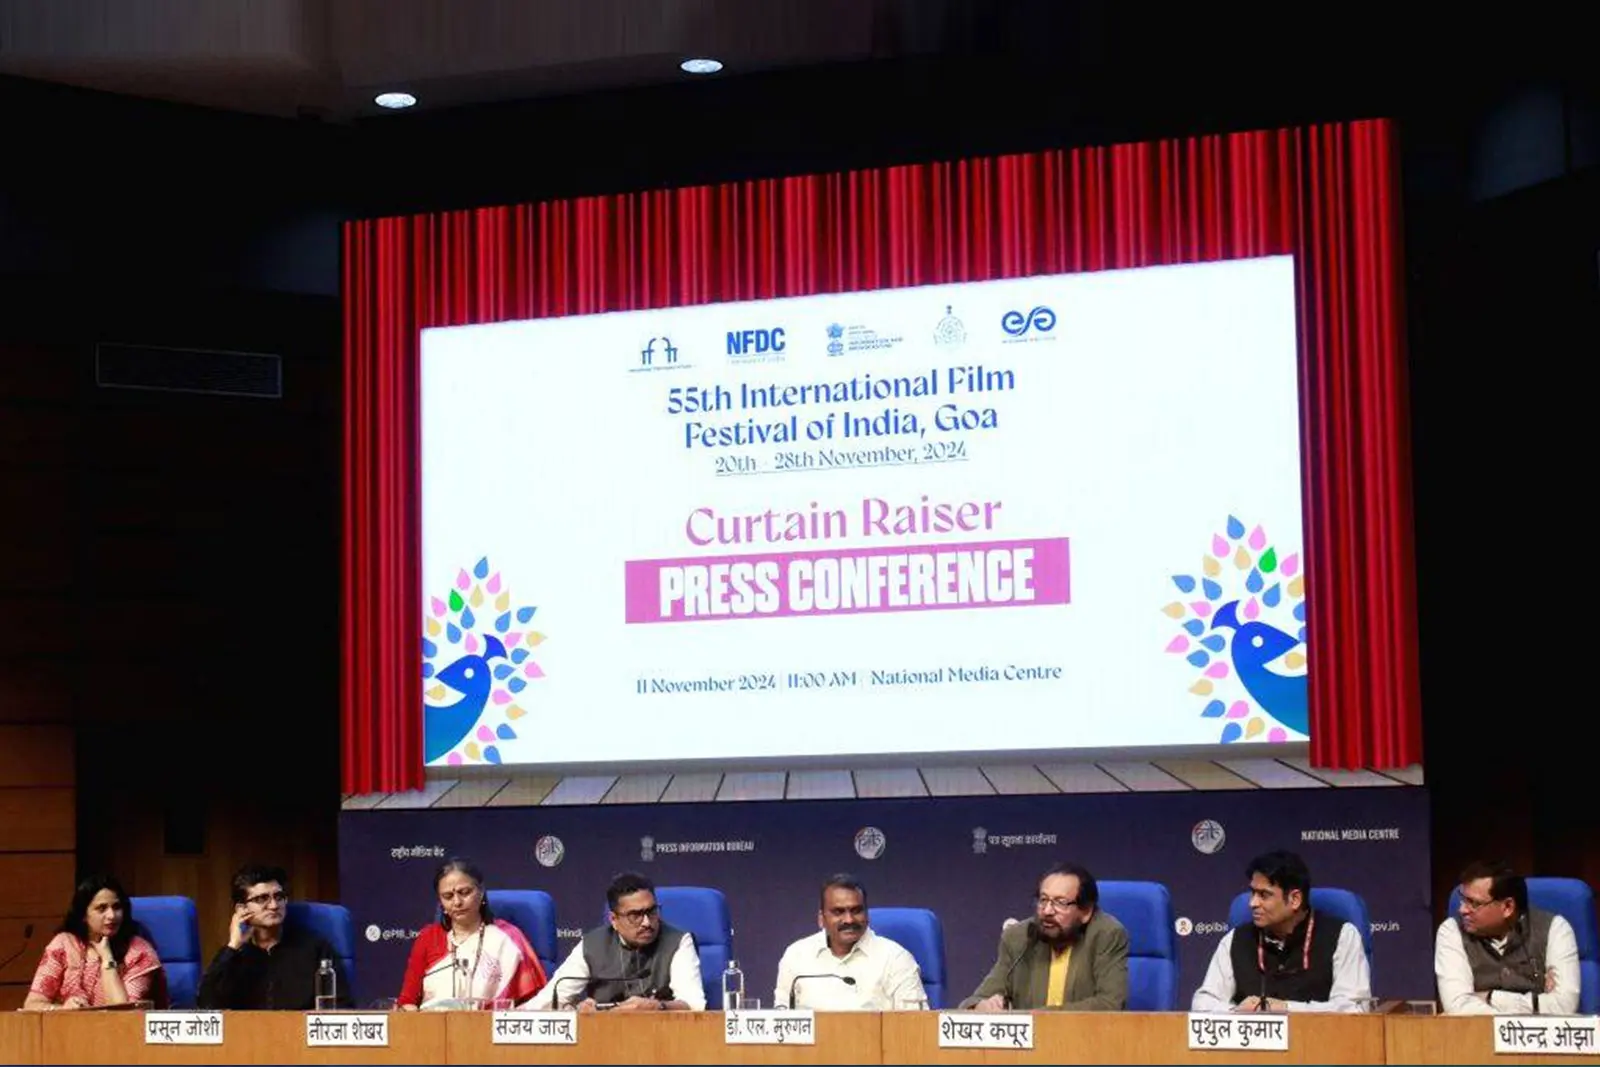 NFDC
55th International Film
Festival of India, Goa
20th - 28th November, 2024
Curtain Raiser
PRESS CONFERENCE
11 November 2024 | 11:00 AM | National Media Centre
राष्ट्रीय मीडिया केंद्र
PRESS INFORMATION BUREAU
पत्र सूचना कार्यालय
NATIONAL MEDIA CENTRE
gov.in
प्रसून जोशी
नीरजा शेखर
संजय जाजू
डॉ. एल. मुरुगन
शेखर कपूर
पृथुल कुमार
धीरेन्द्र ओझा